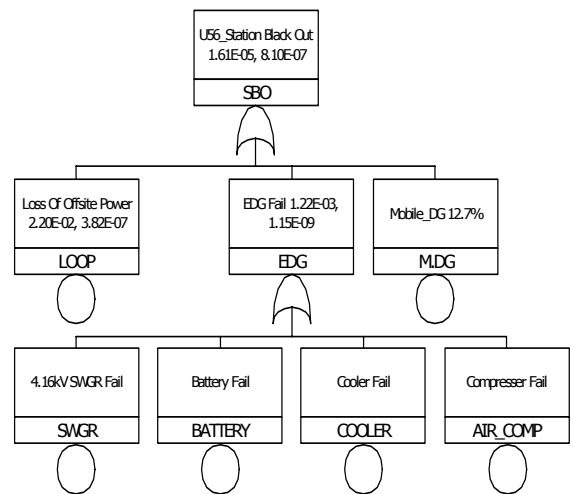 U56_Station Black Out
1.61E-05, 8.10E-07
SBO
Loss Of Offsite Power
2.20E-02, 3.82E-07
LOOP
EDG Fail 1.22E-03,
1.15E-09
EDG
Mobile_DG 12.7%
M.DG
4.16kV SWGR Fail
SWGR
Battery Fail
BATTERY
Cooler Fail
COOLER
Compresser Fail
AIR_COMP